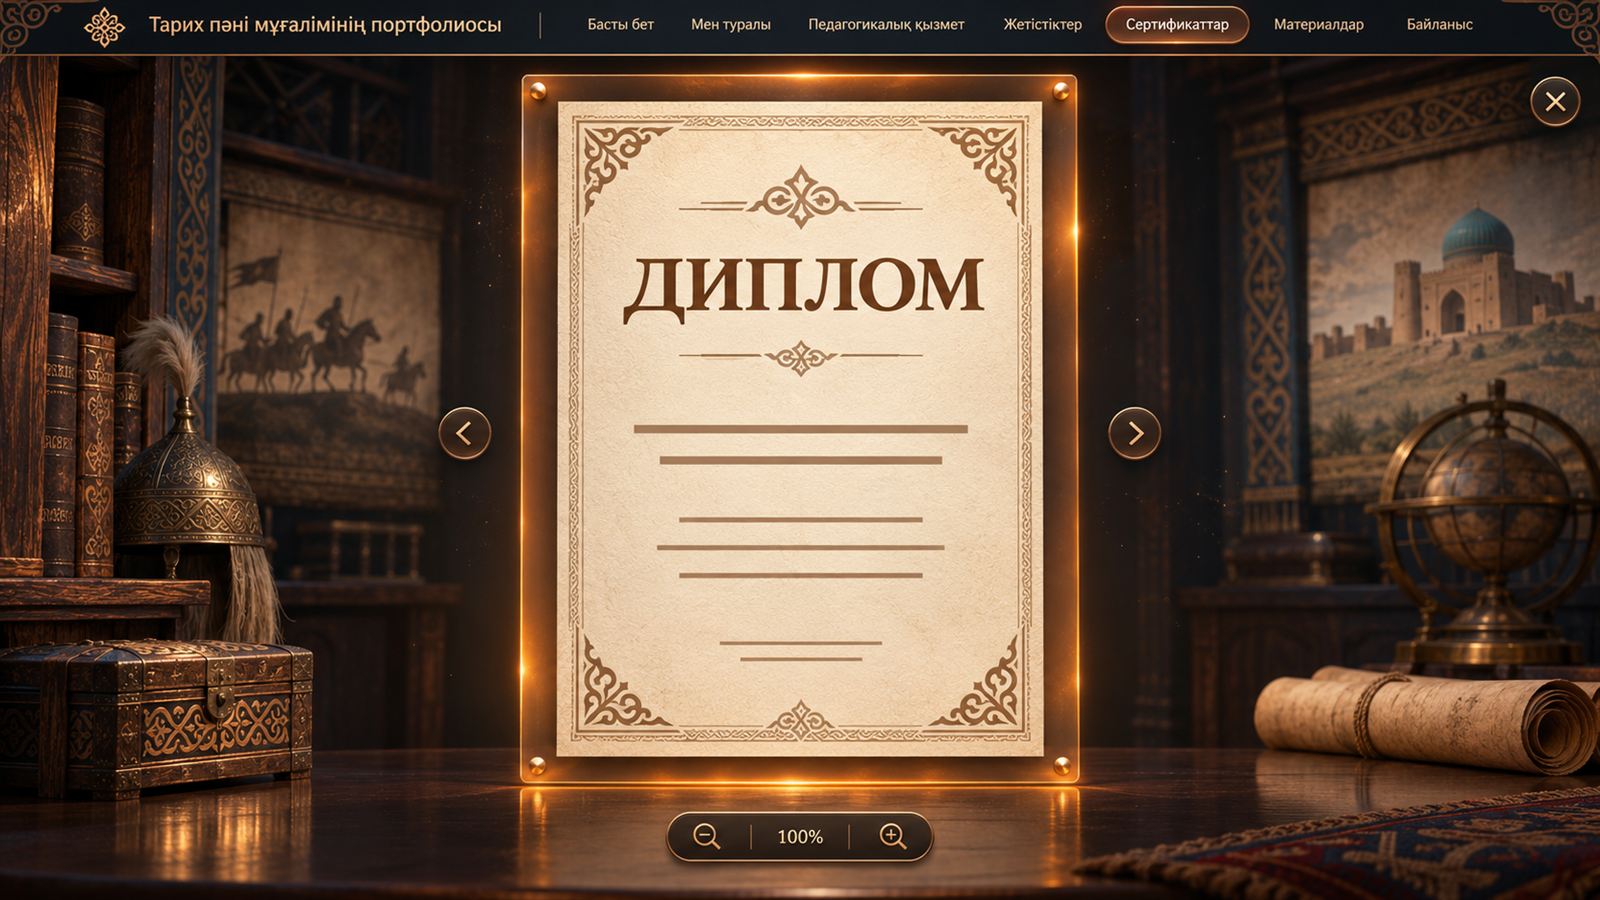 Тарих пәні мұғалімінің портфолиосы
Басты бет
Мен туралы
Педагогикалық қызмет
Жетістіктер
Сертификаттар
Материалдар
Байланыс
ДИПЛОМ
100%